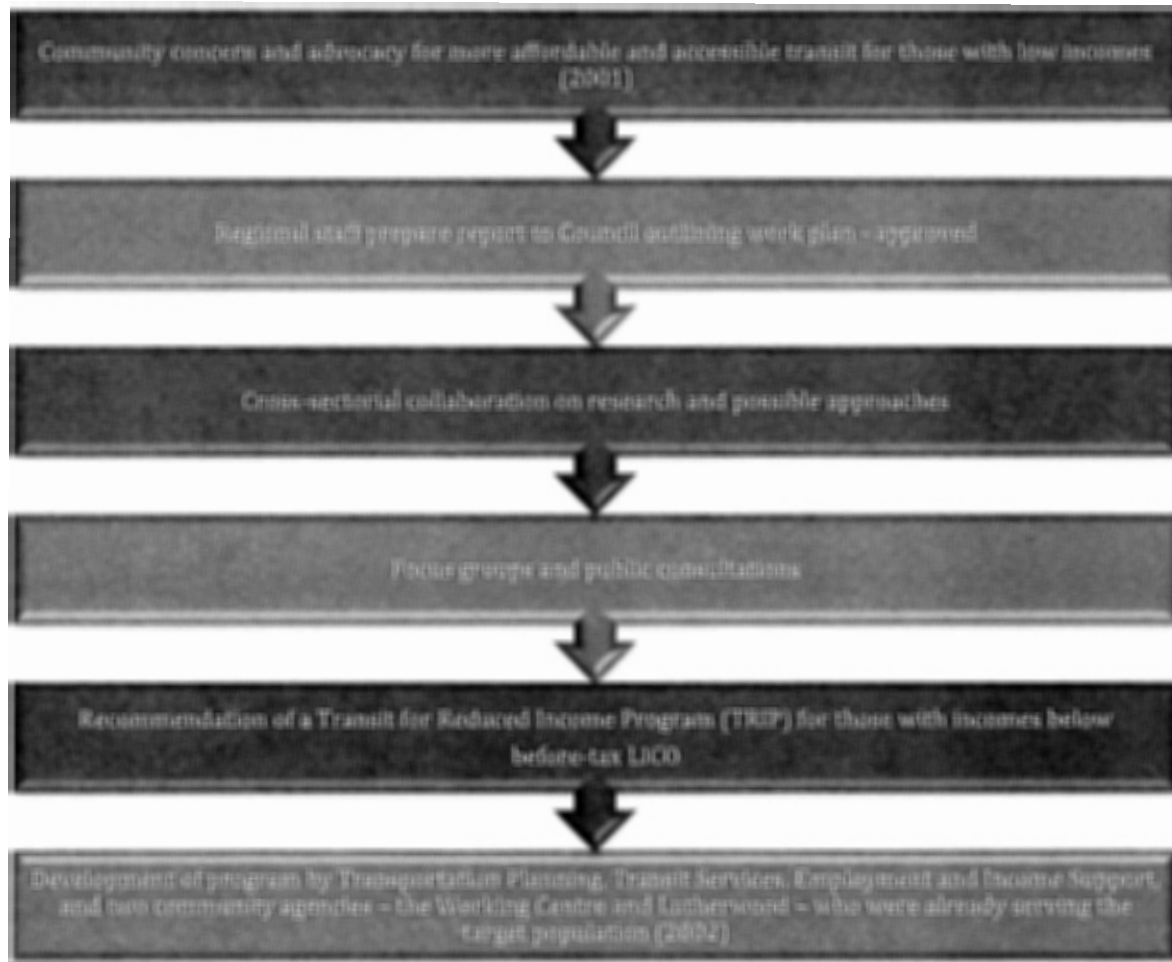 Community concern and advocacy for more affordable and accessible transit for those with low incomes
(2001)
Regional staff prepare report to Council outlining work plan - approved
Cross-sectorial collaboration on research and possible approaches
Focus groups and public consultations
Recommendation of a Transit for Reduced Income Program (TRIP) for those with incomes below
before-tax LICO
Development of program by Transportation Planning, Transit Services, Employment and Income Support,
and two community agencies – the Working Centre and Lutherwood – who were already serving the
target population (2002)